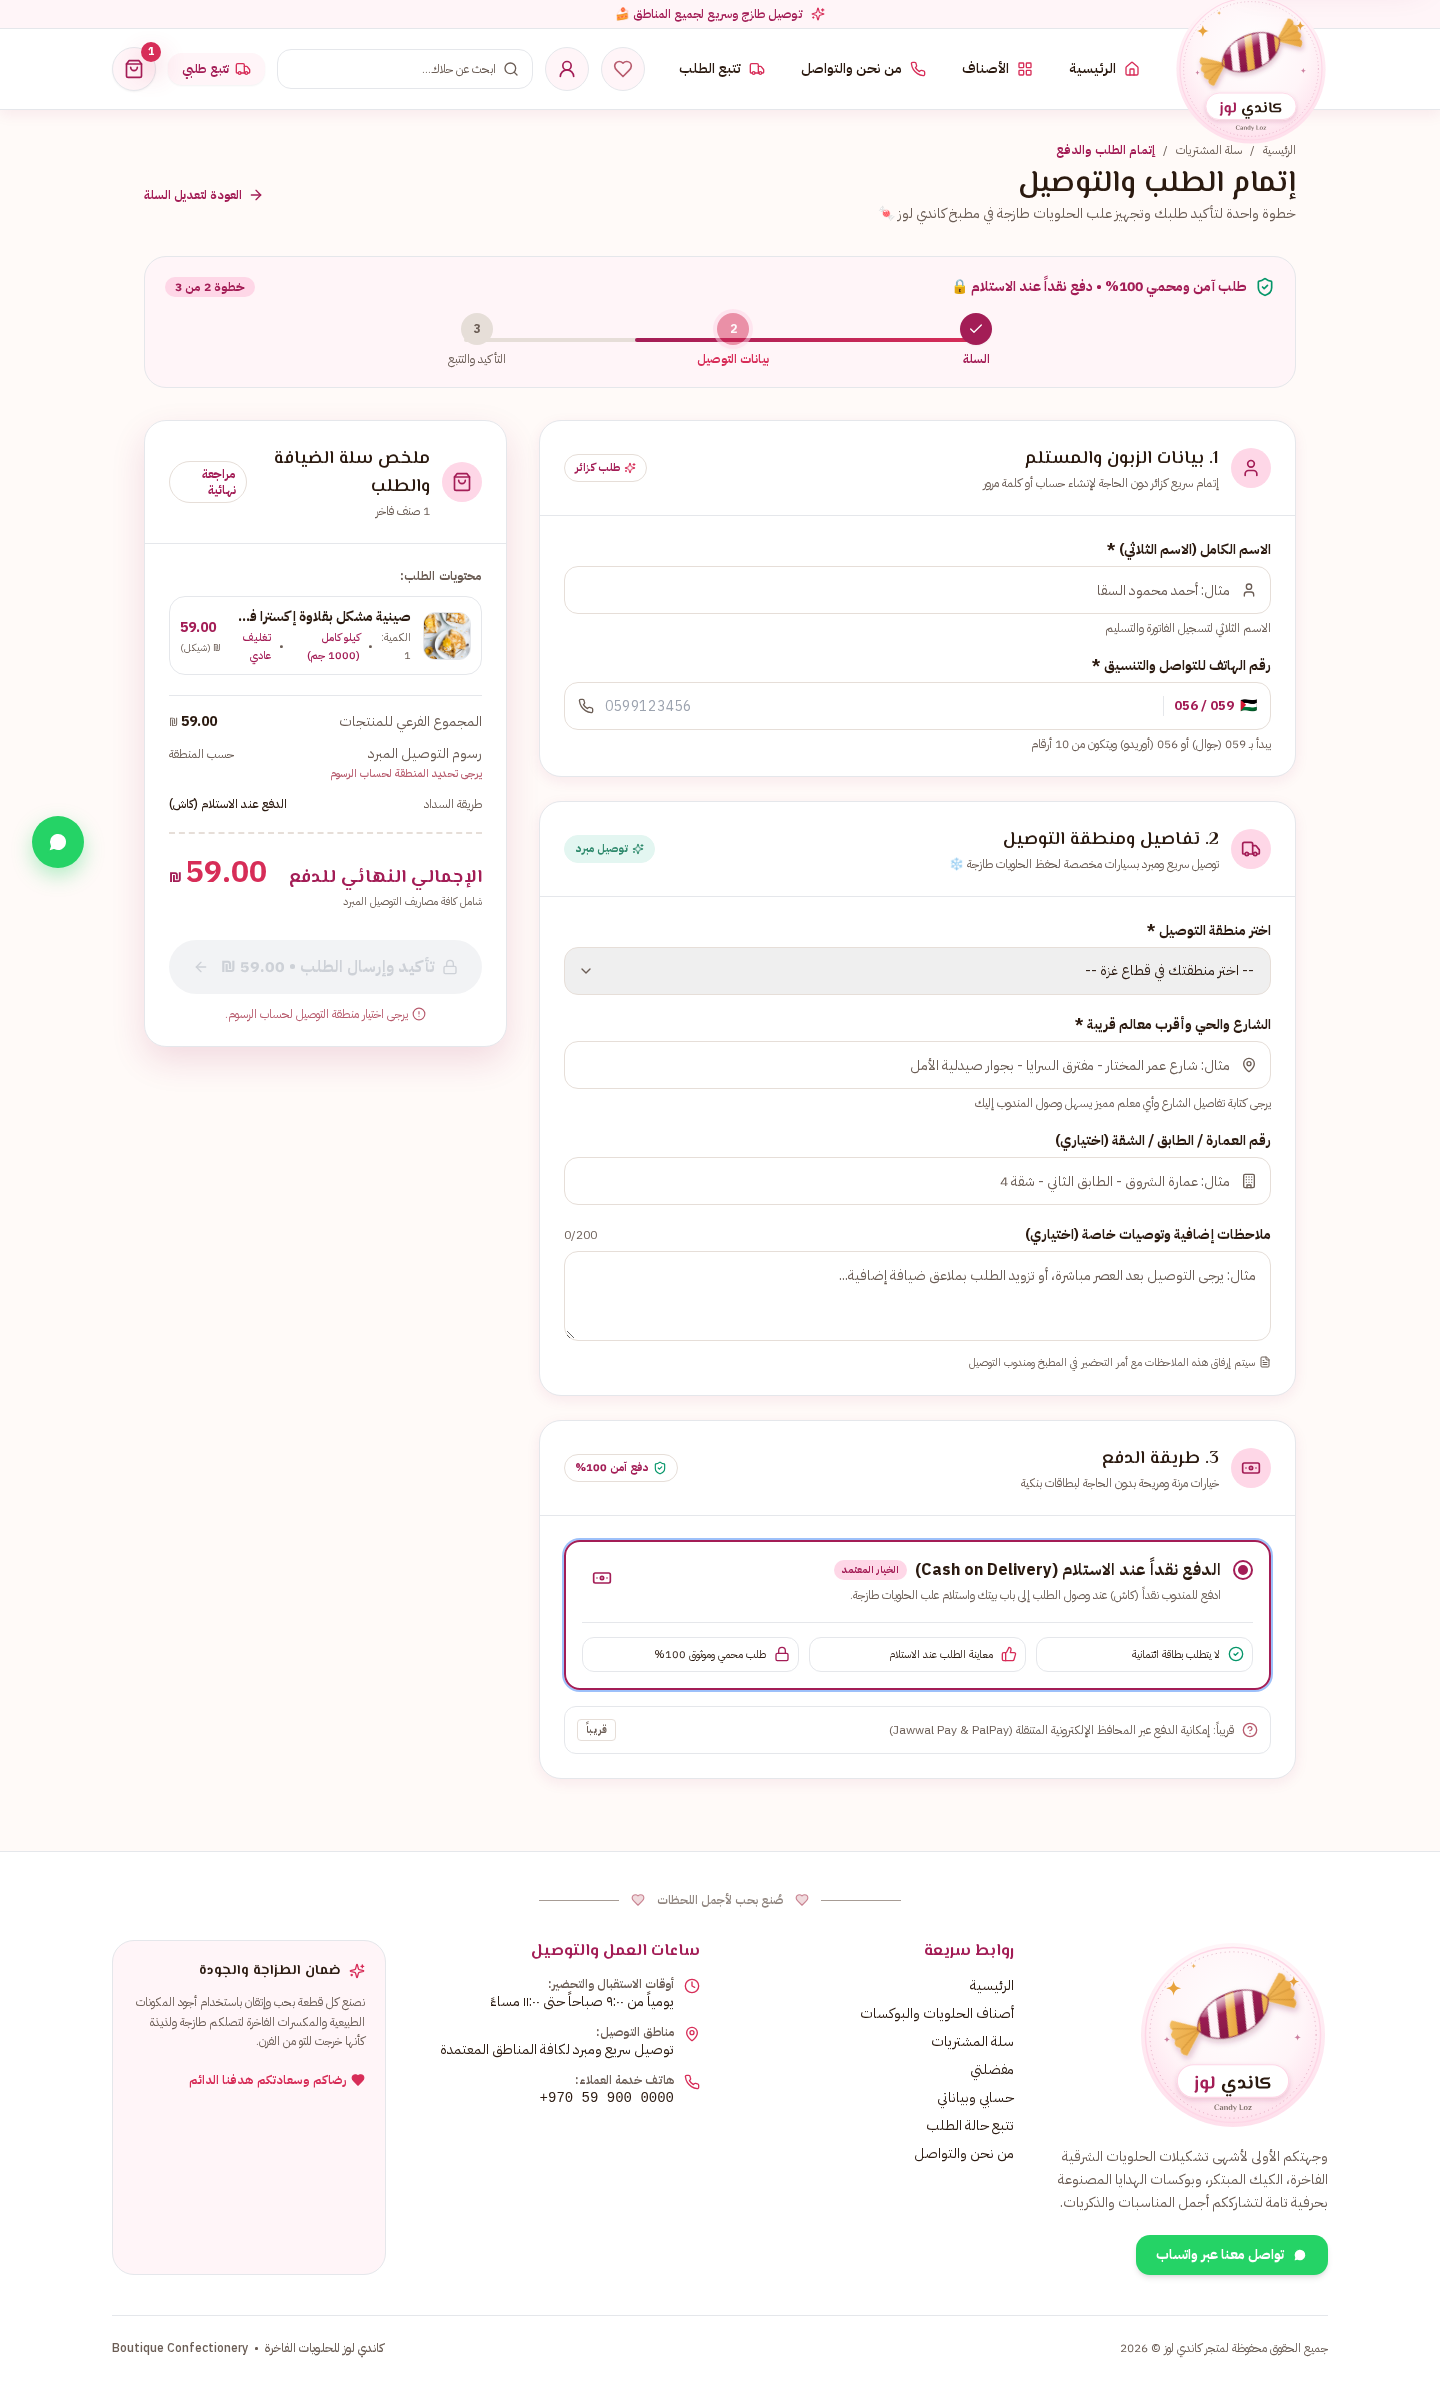 توصيل طازج وسريع لجميع المناطق 🍰
كاندي لوز
Candy Loz
الرئيسية
الأصناف
من نحن والتواصل
تتبع الطلب
ابحث عن حلاك...
تتبع طلبي
1
الرئيسية / سلة المشتريات / إتمام الطلب والدفع
إتمام الطلب والتوصيل
خطوة واحدة لتأكيد طلبك وتجهيز علب الحلويات طازجة في مطبخ كاندي لوز 🍬
العودة لتعديل السلة
طلب آمن ومحمي 100% • دفع نقداً عند الاستلام 🔒
خطوة 2 من 3
السلة
2
بيانات التوصيل
3
التأكيد والتتبع
1. بيانات الزبون والمستلم
إتمام سريع كزائر دون الحاجة لإنشاء حساب أو كلمة مرور
طلب كزائر
الاسم الكامل (الاسم الثلاثي) *
مثال: أحمد محمود السقا
الاسم الثلاثي لتسجيل الفاتورة والتسليم
رقم الهاتف للتواصل والتنسيق *
🇵🇸 059 / 056
0599123456
يبدأ بـ 059 (جوال) أو 056 (أوريدو) ويتكون من 10 أرقام
2. تفاصيل ومنطقة التوصيل
توصيل سريع ومبرد بسيارات مخصصة لحفظ الحلويات طازجة ❄️
توصيل مبرد
اختر منطقة التوصيل *
-- اختر منطقتك في قطاع غزة --
الشارع والحي وأقرب معالم قريبة *
مثال: شارع عمر المختار - مفترق السرايا - بجوار صيدلية الأمل
يرجى كتابة تفاصيل الشارع وأي معلم مميز يسهل وصول المندوب إليك
رقم العمارة / الطابق / الشقة (اختياري)
مثال: عمارة الشروق - الطابق الثاني - شقة 4
ملاحظات إضافية وتوصيات خاصة (اختياري)
0/200
مثال: يرجى التوصيل بعد العصر مباشرة، أو تزويد الطلب بملاعق ضيافة إضافية...
سيتم إرفاق هذه الملاحظات مع أمر التحضير في المطبخ ومندوب التوصيل
3. طريقة الدفع
خيارات مرنة ومريحة بدون الحاجة لبطاقات بنكية
دفع آمن 100%
الدفع نقداً عند الاستلام (Cash on Delivery)
الخيار المعتمد
ادفع للمندوب نقداً (كاش) عند وصول الطلب إلى باب بيتك واستلام علب الحلويات طازجة.
لا يتطلب بطاقة ائتمانية
معاينة الطلب عند الاستلام
طلب محمي وموثوق 100%
قريباً: إمكانية الدفع عبر المحافظ الإلكترونية المتنقلة (Jawwal Pay & PalPay)
قريباً
ملخص سلة الضيافة
والطلب
1 صنف فاخر
مراجعة
نهائية
محتويات الطلب:
صينية مشكل بقلاوة إكسترا ف...
الكمية:
1
•
كيلو كامل
(1000 جم)
•
تغليف
عادي
59.00
₪ (شيكل)
المجموع الفرعي للمنتجات
59.00 ₪
رسوم التوصيل المبرد
حسب المنطقة
يرجى تحديد المنطقة لحساب الرسوم
طريقة السداد
الدفع عند الاستلام (كاش)
الإجمالي النهائي للدفع
59.00 ₪
شامل كافة مصاريف التوصيل المبرد
تأكيد وإرسال الطلب • 59.00 ₪
يرجى اختيار منطقة التوصيل لحساب الرسوم.
صُنع بحب لأجمل اللحظات
كاندي لوز
Candy Loz
وجهتكم الأولى لأشهى تشكيلات الحلويات الشرقية
الفاخرة، الكيك المبتكر، وبوكسات الهدايا المصنوعة
بحرفية تامة لتشارككم أجمل المناسبات والذكريات.
تواصل معنا عبر واتساب
روابط سريعة
الرئيسية
أصناف الحلويات والبوكسات
سلة المشتريات
مفضلتي
حسابي وبياناتي
تتبع حالة الطلب
من نحن والتواصل
ساعات العمل والتوصيل
أوقات الاستقبال والتحضير:
يومياً من ٩:٠٠ صباحاً حتى ١١:٠٠ مساءً
مناطق التوصيل:
توصيل سريع ومبرد لكافة المناطق المعتمدة
هاتف خدمة العملاء:
+970 59 900 0000
ضمان الطزاجة والجودة
نصنع كل قطعة بحب وإتقان باستخدام أجود المكونات
الطبيعية والمكسرات الفاخرة لتصلكم طازجة ولذيذة
كأنها خرجت للتو من الفرن.
رضاكم وسعادتكم هدفنا الدائم
جميع الحقوق محفوظة لمتجر كاندي لوز © 2026
كاندي لوز للحلويات الفاخرة • Boutique Confectionery